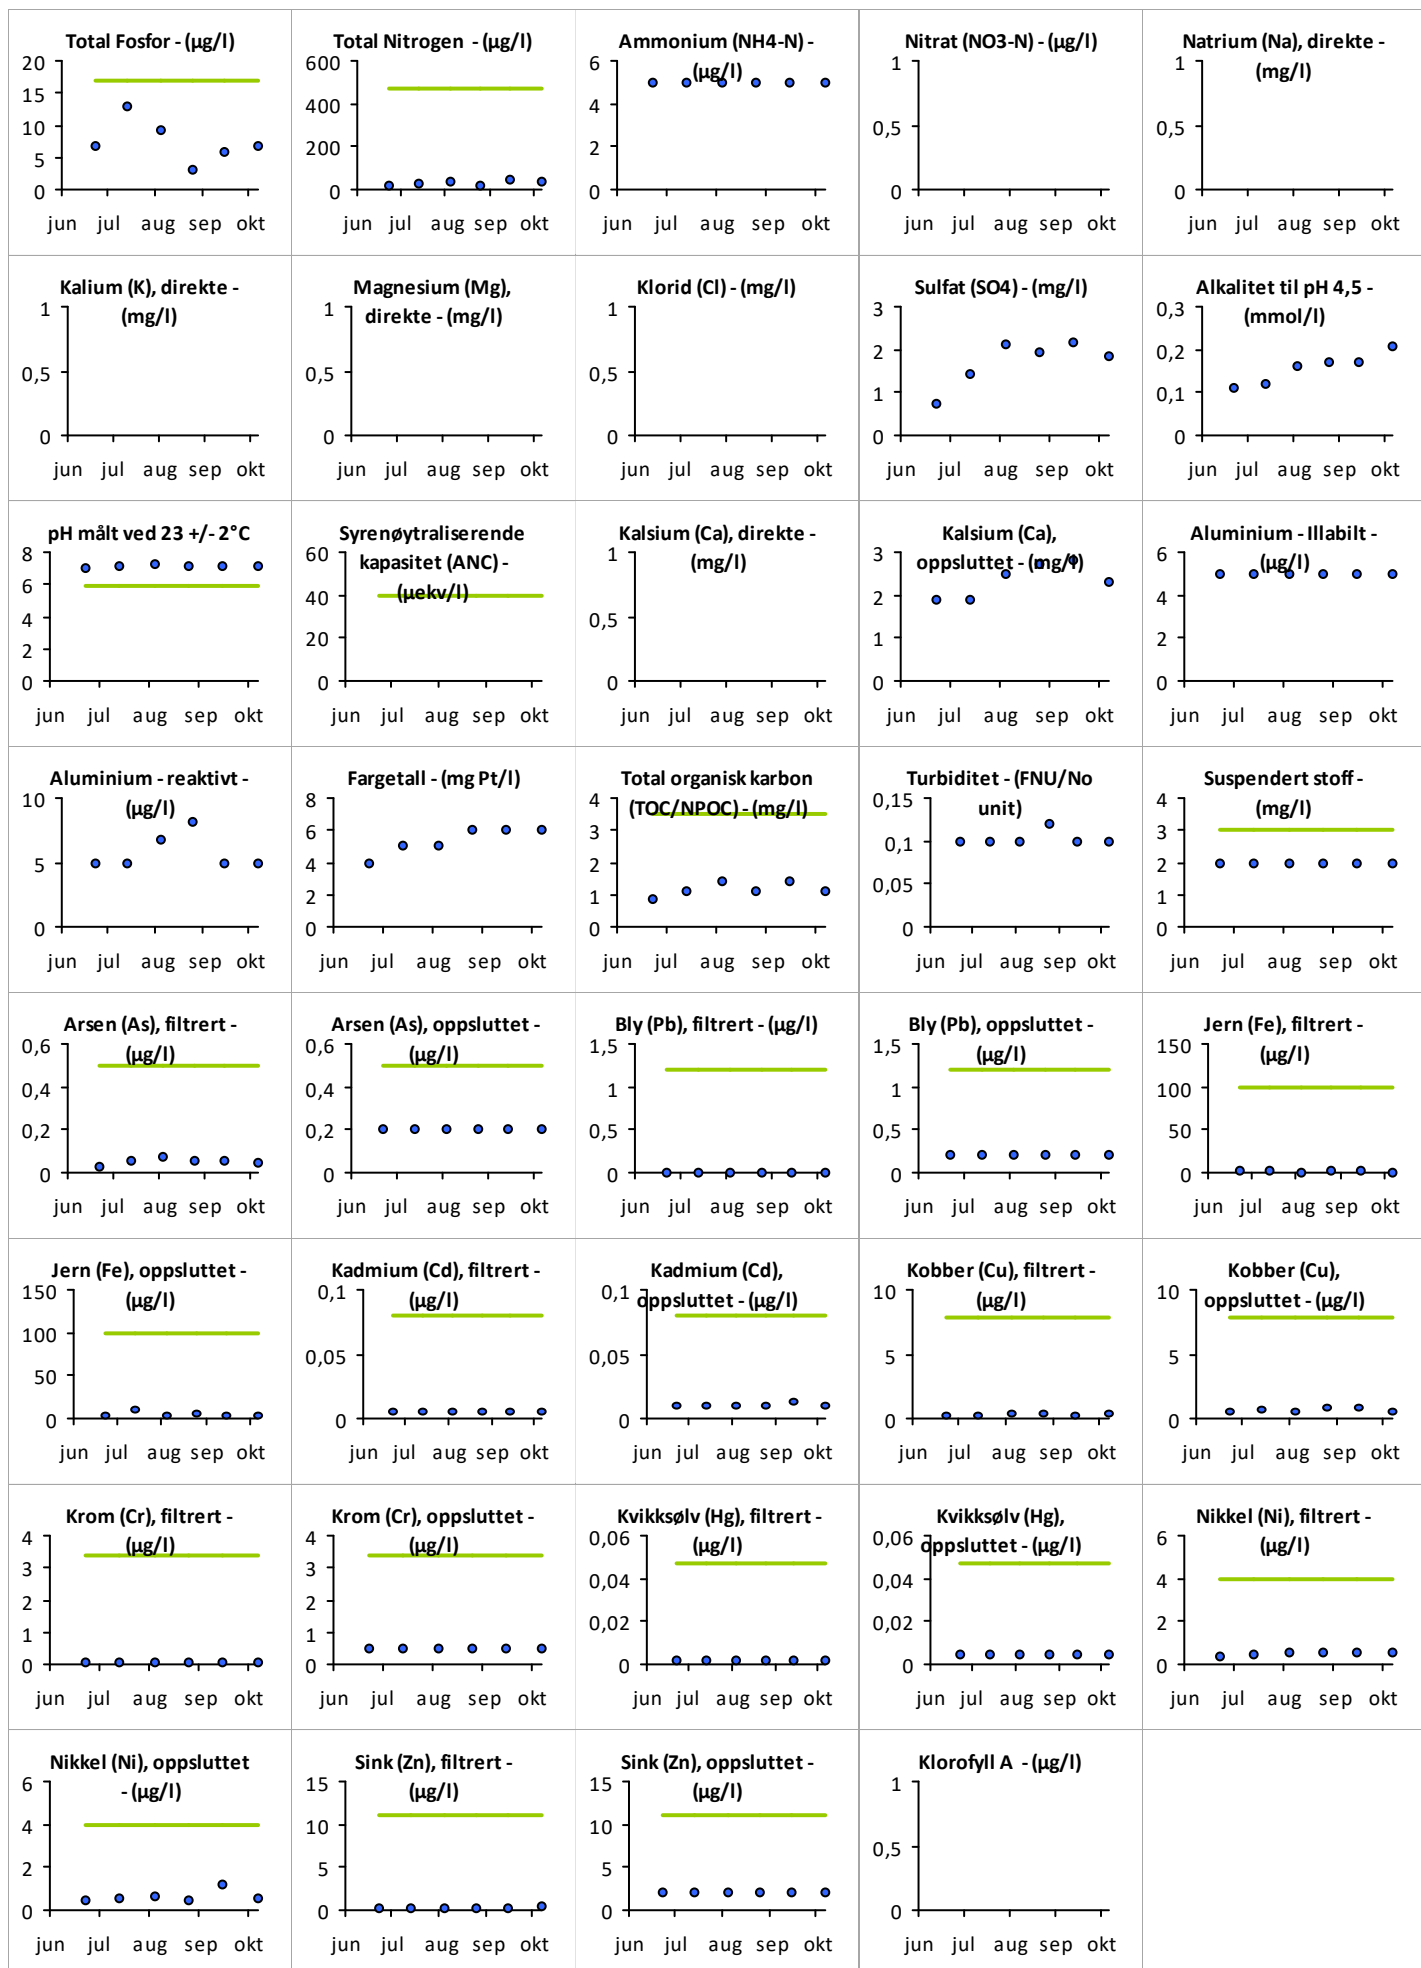 Total Fosfor - (µg/l)
20
15
10
5
0
jun jul aug sep okt
Total Nitrogen - (µg/l)
600
400
200
0
jun jul aug sep okt
Ammonium (NH4-N) -
(µg/l)
6
4
2
0
jun jul aug sep okt
Nitrat (NO3-N) - (µg/l)
1
0,5
0
jun jul aug sep okt
Natrium (Na), direkte -
(mg/l)
1
0,5
0
jun jul aug sep okt
Kalium (K), direkte -
(mg/l)
1
0,5
0
jun jul aug sep okt
Magnesium (Mg),
direkte - (mg/l)
1
0,5
0
jun jul aug sep okt
Klorid (Cl) - (mg/l)
1
0,5
0
jun jul aug sep okt
Sulfat (SO4) - (mg/l)
3
2
1
0
jun jul aug sep okt
Alkalitet til pH 4,5 -
(mmol/l)
0,3
0,2
0,1
0
jun jul aug sep okt
pH målt ved 23 +/- 2°C
8
6
4
2
0
jun jul aug sep okt
Syrenøytraliserende
kapasitet (ANC) -
(µekv/l)
60
40
20
0
jun jul aug sep okt
Kalsium (Ca), direkte -
(mg/l)
1
0,5
0
jun jul aug sep okt
Kalsium (Ca),
oppsluttet - (mg/l)
3
2
1
0
jun jul aug sep okt
Aluminium - Illabilt -
(µg/l)
6
4
2
0
jun jul aug sep okt
Aluminium - reaktivt -
(µg/l)
10
5
0
jun jul aug sep okt
Fargetall - (mg Pt/l)
8
6
4
2
0
jun jul aug sep okt
Total organisk karbon
(TOC/NPOC) - (mg/l)
4
3
2
1
0
jun jul aug sep okt
Turbiditet - (FNU/No
unit)
0,15
0,1
0,05
0
jun jul aug sep okt
Suspendert stoff -
(mg/l)
4
3
2
1
0
jun jul aug sep okt
Arsen (As), filtrert -
(µg/l)
0,6
0,4
0,2
0
jun jul aug sep okt
Arsen (As), oppsluttet -
(µg/l)
0,6
0,4
0,2
0
jun jul aug sep okt
Bly (Pb), filtrert - (µg/l)
1,5
1
0,5
0
jun jul aug sep okt
Bly (Pb), oppsluttet -
(µg/l)
1,5
1
0,5
0
jun jul aug sep okt
Jern (Fe), filtrert -
(µg/l)
150
100
50
0
jun jul aug sep okt
Jern (Fe), oppsluttet -
(µg/l)
150
100
50
0
jun jul aug sep okt
Kadmium (Cd), filtrert -
(µg/l)
0,1
0,05
0
jun jul aug sep okt
Kadmium (Cd),
oppsluttet - (µg/l)
0,1
0,05
0
jun jul aug sep okt
Kobber (Cu), filtrert -
(µg/l)
10
5
0
jun jul aug sep okt
Kobber (Cu),
oppsluttet - (µg/l)
10
5
0
jun jul aug sep okt
Krom (Cr), filtrert -
(µg/l)
4
3
2
1
0
jun jul aug sep okt
Krom (Cr), oppsluttet -
(µg/l)
4
3
2
1
0
jun jul aug sep okt
Kvikksølv (Hg), filtrert -
(µg/l)
0,06
0,04
0,02
0
jun jul aug sep okt
Kvikksølv (Hg),
oppsluttet - (µg/l)
0,06
0,04
0,02
0
jun jul aug sep okt
Nikkel (Ni), filtrert -
(µg/l)
6
4
2
0
jun jul aug sep okt
Nikkel (Ni), oppsluttet
- (µg/l)
6
4
2
0
jun jul aug sep okt
Sink (Zn), filtrert -
(µg/l)
15
10
5
0
jun jul aug sep okt
Sink (Zn), oppsluttet -
(µg/l)
15
10
5
0
jun jul aug sep okt
Klorofyll A - (µg/l)
1
0,5
0
jun jul aug sep okt